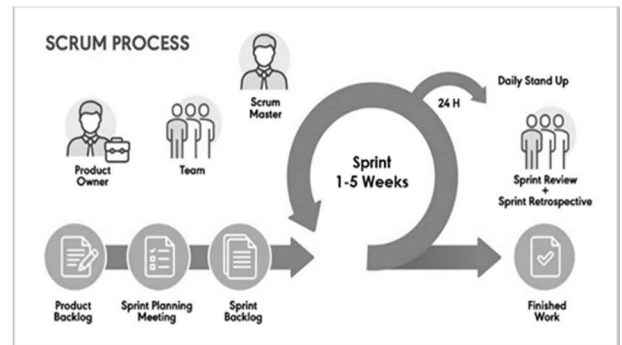 SCRUM PROCESS
Scrum
Master
Product
Owner
Team
Daily Stand Up
24 H
Sprint
1-5 Weeks
Sprint Review
+
Sprint Retrospective
Product
Backlog
Sprint Planning
Meeting
Sprint
Backlog
Finished
Work